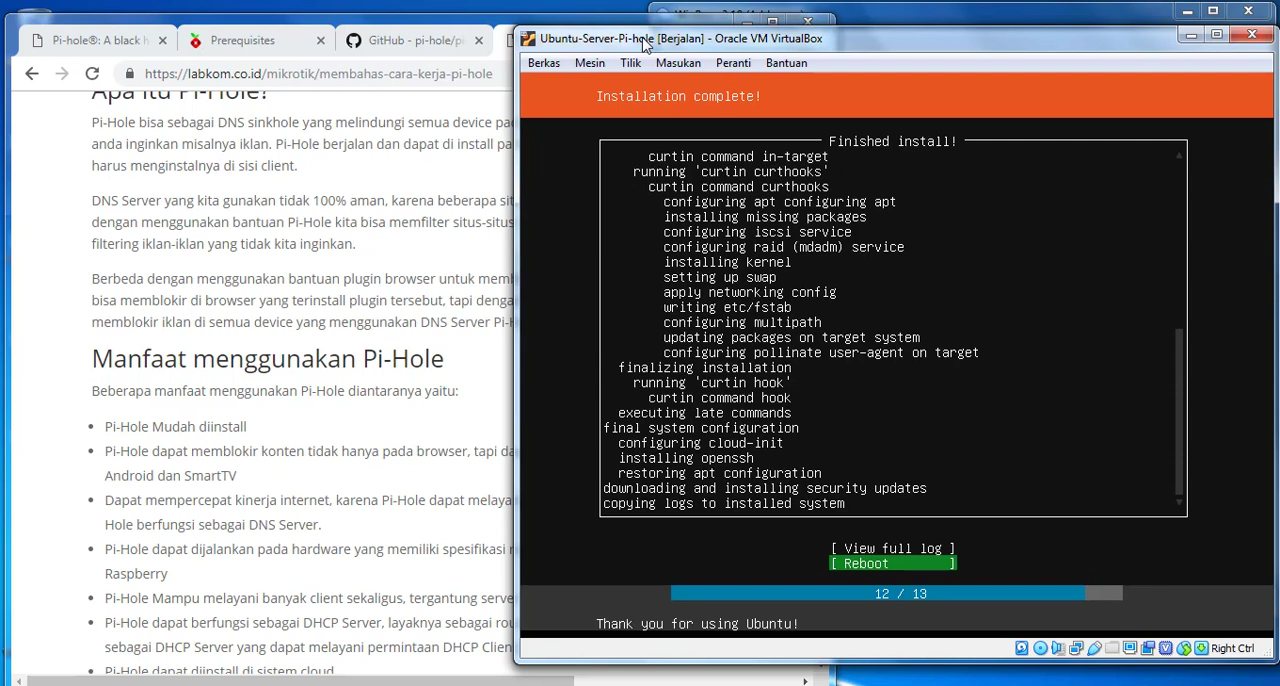 Pi-hole®: A black h
Prerequisites
GitHub - pi-hole/pi
https://labkom.co.id/mikrotik/membahas-cara-kerja-pi-hole
Apa itu Pi-Hole?
Pi-Hole bisa sebagai DNS sinkhole yang melindungi semua device pa
anda inginkan misalnya iklan. Pi-Hole berjalan dan dapat di install pa
harus menginstalnya di sisi client.
DNS Server yang kita gunakan tidak 100% aman, karena beberapa sit
dengan menggunakan bantuan Pi-Hole kita bisa memfilter situs-situs
filtering iklan-iklan yang tidak kita inginkan.
Berbeda dengan menggunakan bantuan plugin browser untuk memb
bisa memblokir di browser yang terinstall plugin tersebut, tapi dengan
memblokir iklan di semua device yang menggunakan DNS Server Pi-H
Manfaat menggunakan Pi-Hole
Beberapa manfaat menggunakan Pi-Hole diantaranya yaitu:
Pi-Hole Mudah diinstall
Pi-Hole dapat memblokir konten tidak hanya pada browser, tapi da
Android dan SmartTV
Dapat mempercepat kinerja internet, karena Pi-Hole dapat melaya
Hole berfungsi sebagai DNS Server.
Pi-Hole dapat dijalankan pada hardware yang memiliki spesifikasi r
Raspberry
Pi-Hole Mampu melayani banyak client sekaligus, tergantung serve
Pi-Hole dapat berfungsi sebagai DHCP Server, layaknya sebagai rou
sebagai DHCP Server yang dapat melayani permintaan DHCP Clien
Pi-Hole dapat diinstall di sistem cloud
Ubuntu-Server-Pi-hole [Berjalan] - Oracle VM VirtualBox
Berkas Mesin Tilik Masukan Peranti Bantuan
Installation complete!
Finished install!
curtin command in-target
running 'curtin curthooks'
curtin command curthooks
configuring apt configuring apt
installing missing packages
configuring iscsi service
configuring raid (mdadm) service
installing kernel
setting up swap
apply networking config
writing etc/fstab
configuring multipath
updating packages on target system
configuring pollinate user-agent on target
finalizing installation
running 'curtin hook'
curtin command hook
executing late commands
final system configuration
configuring cloud-init
installing openssh
restoring apt configuration
downloading and installing security updates
copying logs to installed system
[ View full log ]
[ Reboot ]
12 / 13
Thank you for using Ubuntu!
Right Ctrl